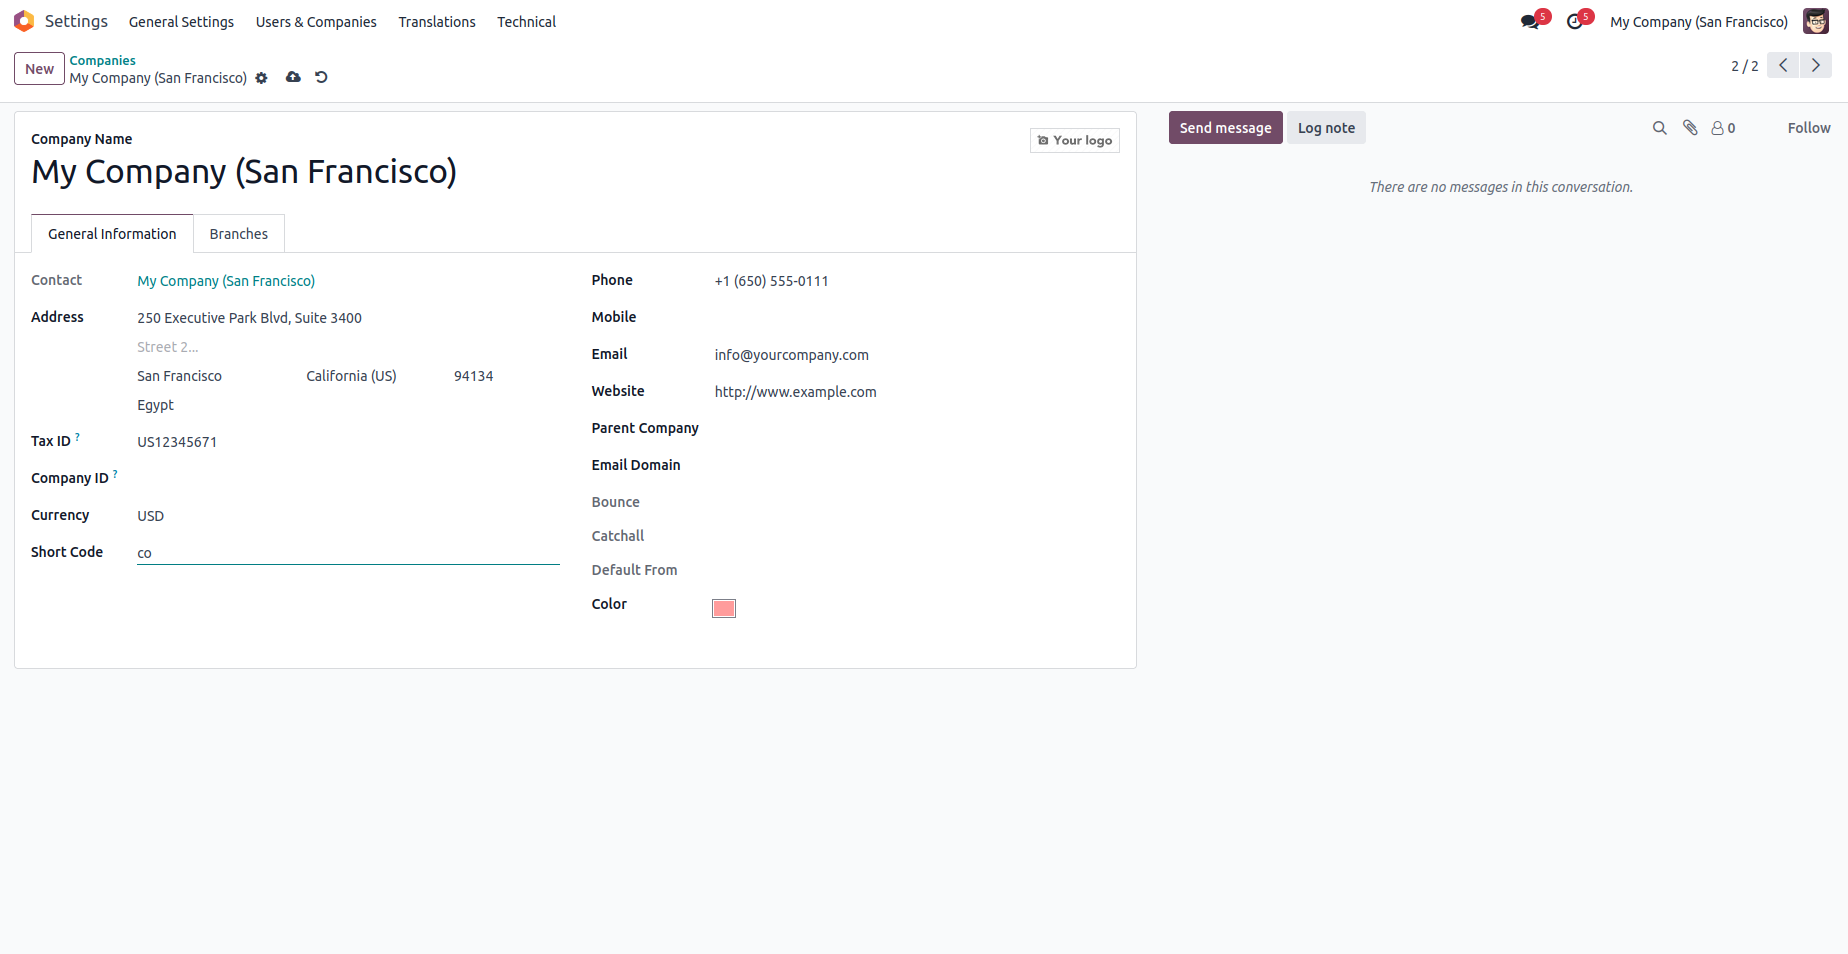 Settings General Settings Users & Companies Translations Technical 5 5 My Company (San Francisco)
New Companies
My Company (San Francisco) 2 / 2
Company Name
Your logo
My Company (San Francisco)
General Information Branches
Contact My Company (San Francisco)
Address 250 Executive Park Blvd, Suite 3400
Street 2...
San Francisco California (US) 94134
Egypt
Tax ID ? US12345671
Company ID ?
Currency USD
Short Code co
Phone +1 (650) 555-0111
Mobile
Email info@yourcompany.com
Website http://www.example.com
Parent Company
Email Domain
Bounce
Catchall
Default From
Color
Send message Log note 0 Follow
There are no messages in this conversation.